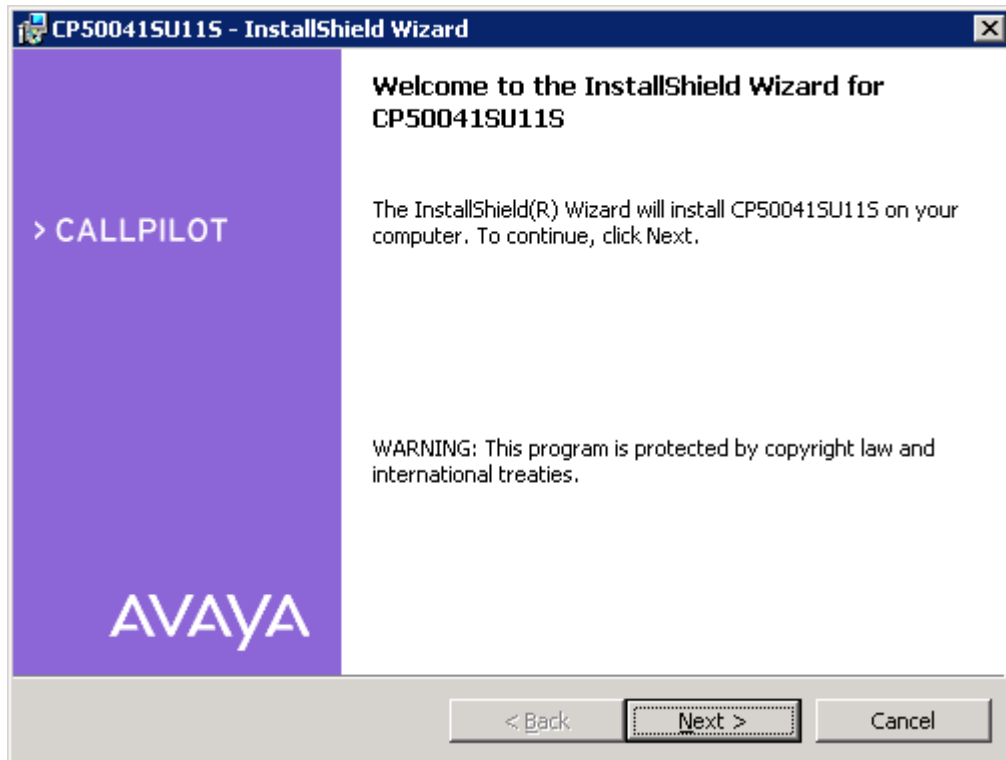 CP50041SU11S - InstallShield Wizard
Welcome to the InstallShield Wizard for
CP50041SU11S
The InstallShield(R) Wizard will install CP50041SU11S on your
computer. To continue, click Next.
> CALLPILOT
WARNING: This program is protected by copyright law and
international treaties.
AVAYA
< Back
Next >
Cancel